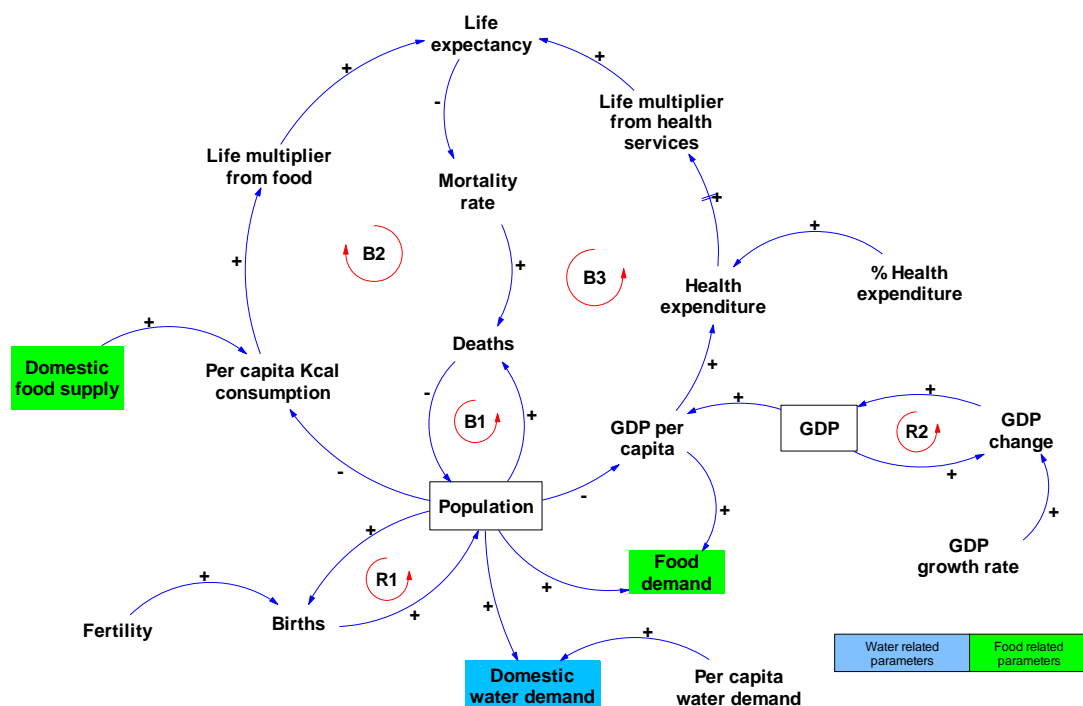 Life
expectancy
+
+
-
Life multiplier
from health
services
Life multiplier
from food
Mortality
rate
+
+
B2
+
+
B3
% Health
expenditure
Health
expenditure
+
Domestic
food supply
Per capita Kcal
consumption
Deaths
+
-
B1
+
+
+
GDP per
capita
GDP
R2
GDP
change
+
-
Population
-
+
+
GDP
growth rate
+
R1
+
Food
demand
+
+
+
Fertility
Births
+
Domestic
water demand
Per capita
water demand
Water related
parameters
Food related
parameters